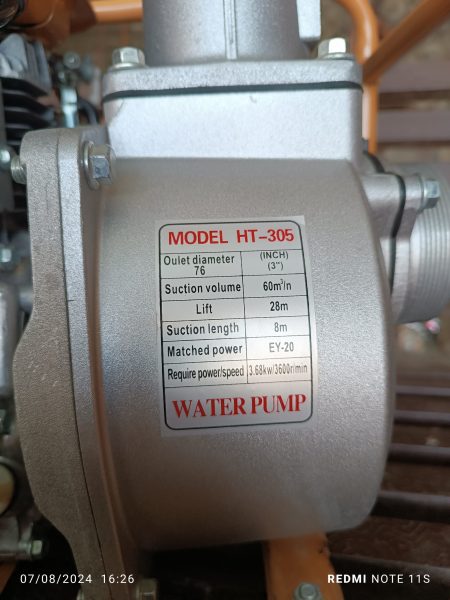 MODEL HT-305
Oulet diameter 76 (INCH) (3")
Suction volume 60m³/n
Lift 28m
Suction length 8m
Matched power EY-20
Require power/speed 3.68kw/3600r/min
WATER PUMP
07/08/2024 16:26 REDMI NOTE 11S